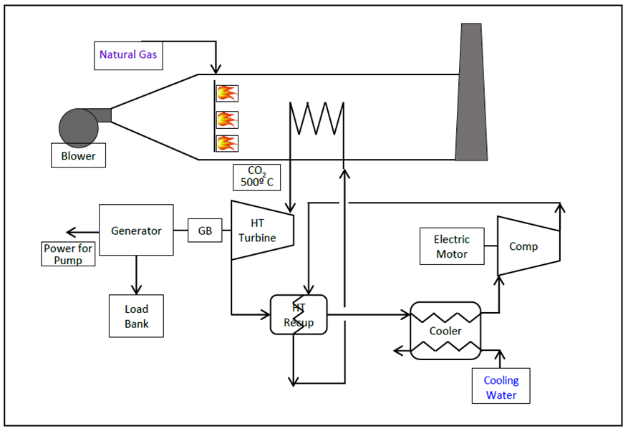 Natural Gas
Blower
CO2
500º C
Generator
GB
HT
Turbine
Power for
Pump
Load
Bank
HT
Recup
Electric
Motor
Comp
Cooler
Cooling
Water